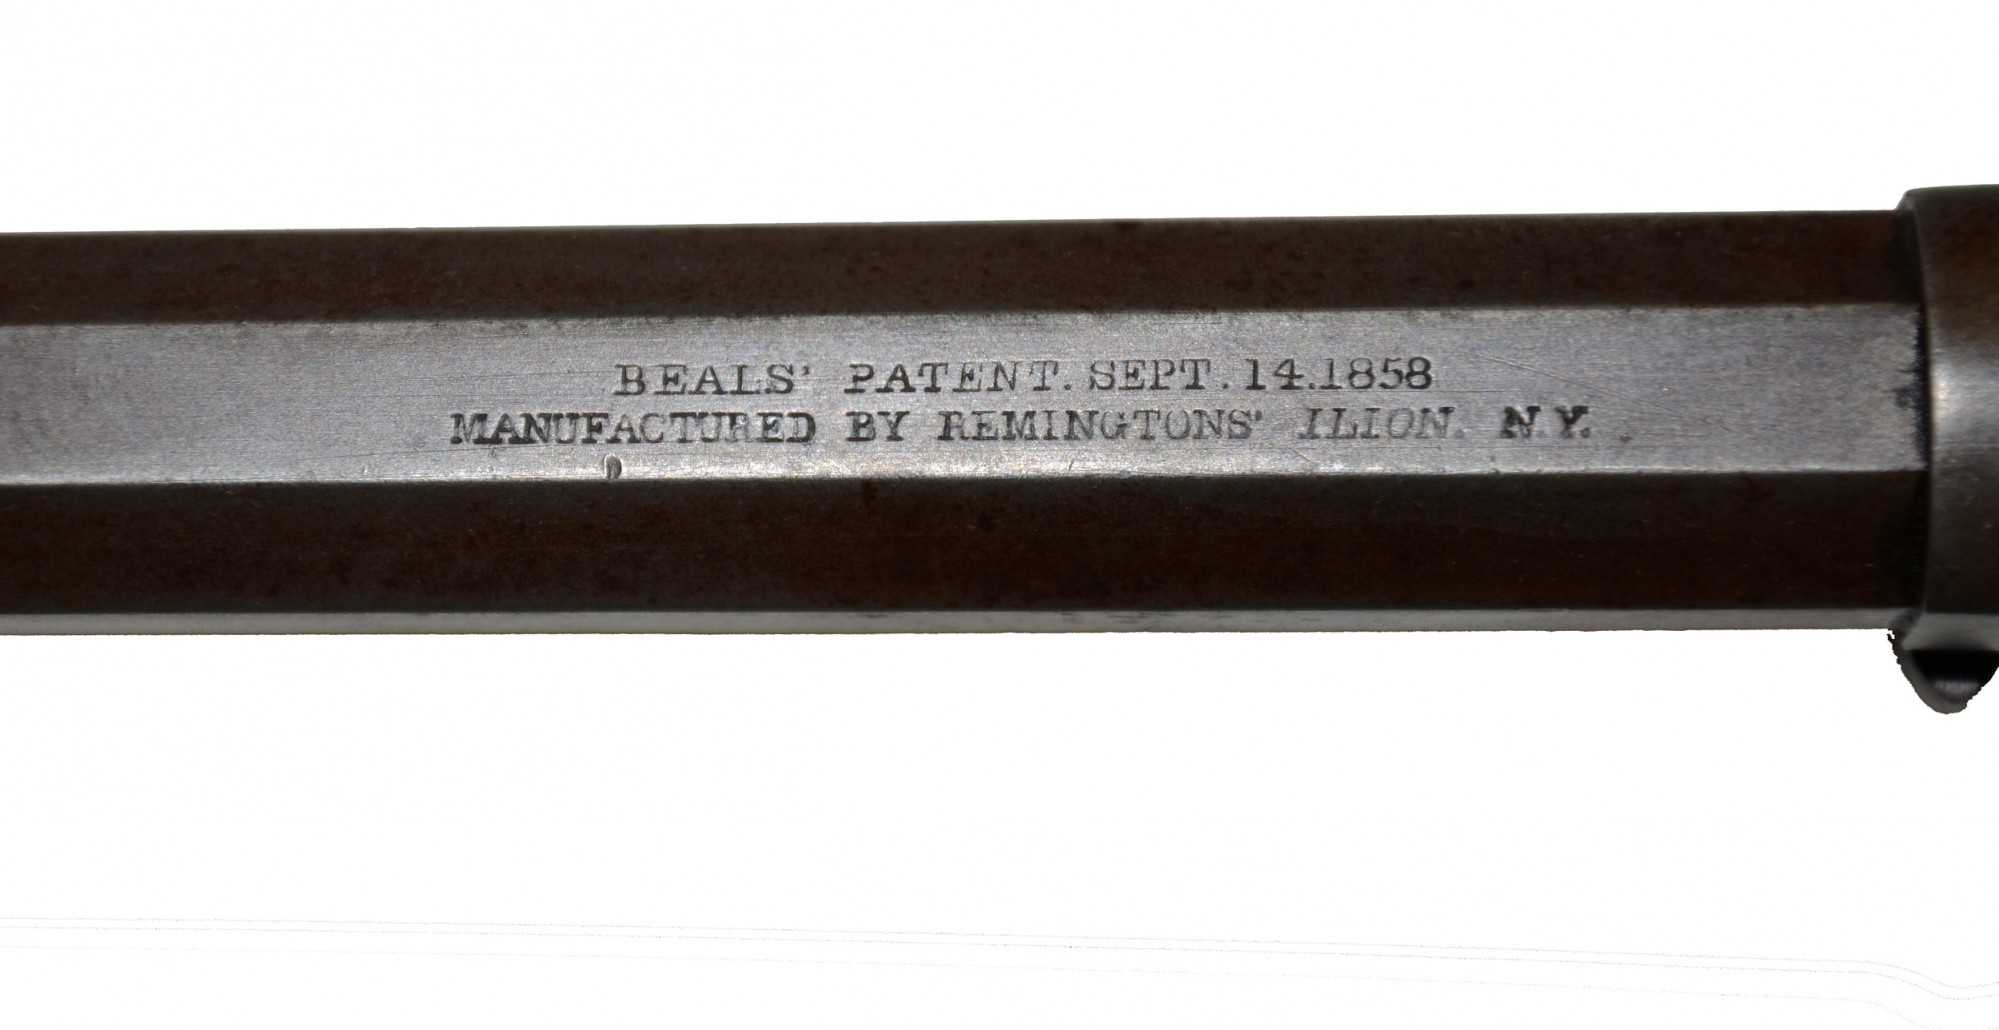 BEALS' PATENT. SEPT. 14. 1858
MANUFACTURED BY REMINGTONS' ILION. N.Y.